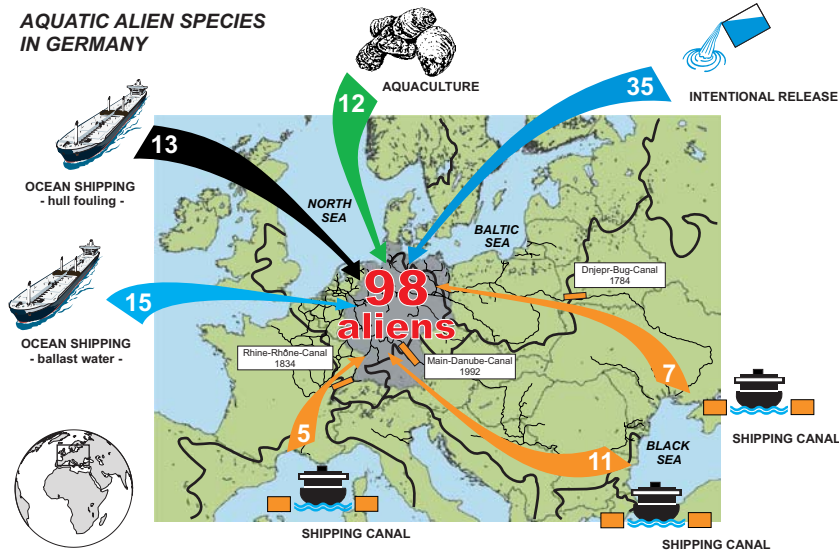 AQUATIC ALIEN SPECIES
IN GERMANY
AQUACULTURE
INTENTIONAL RELEASE
35
12
13
OCEAN SHIPPING
- hull fouling -
NORTH
SEA
BALTIC
SEA
Dnjepr-Bug-Canal
1784
98
aliens
15
OCEAN SHIPPING
- ballast water -
Rhine-Rhône-Canal
1834
Main-Danube-Canal
1992
7
SHIPPING CANAL
5
11
BLACK
SEA
SHIPPING CANAL
SHIPPING CANAL